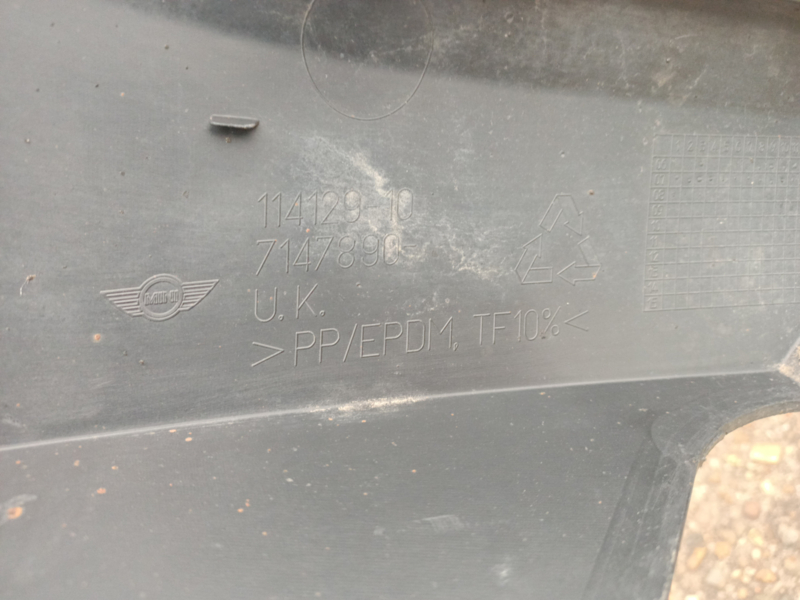 114129-10
7147890-
U.K.
>PP/EPDM, TF10%<